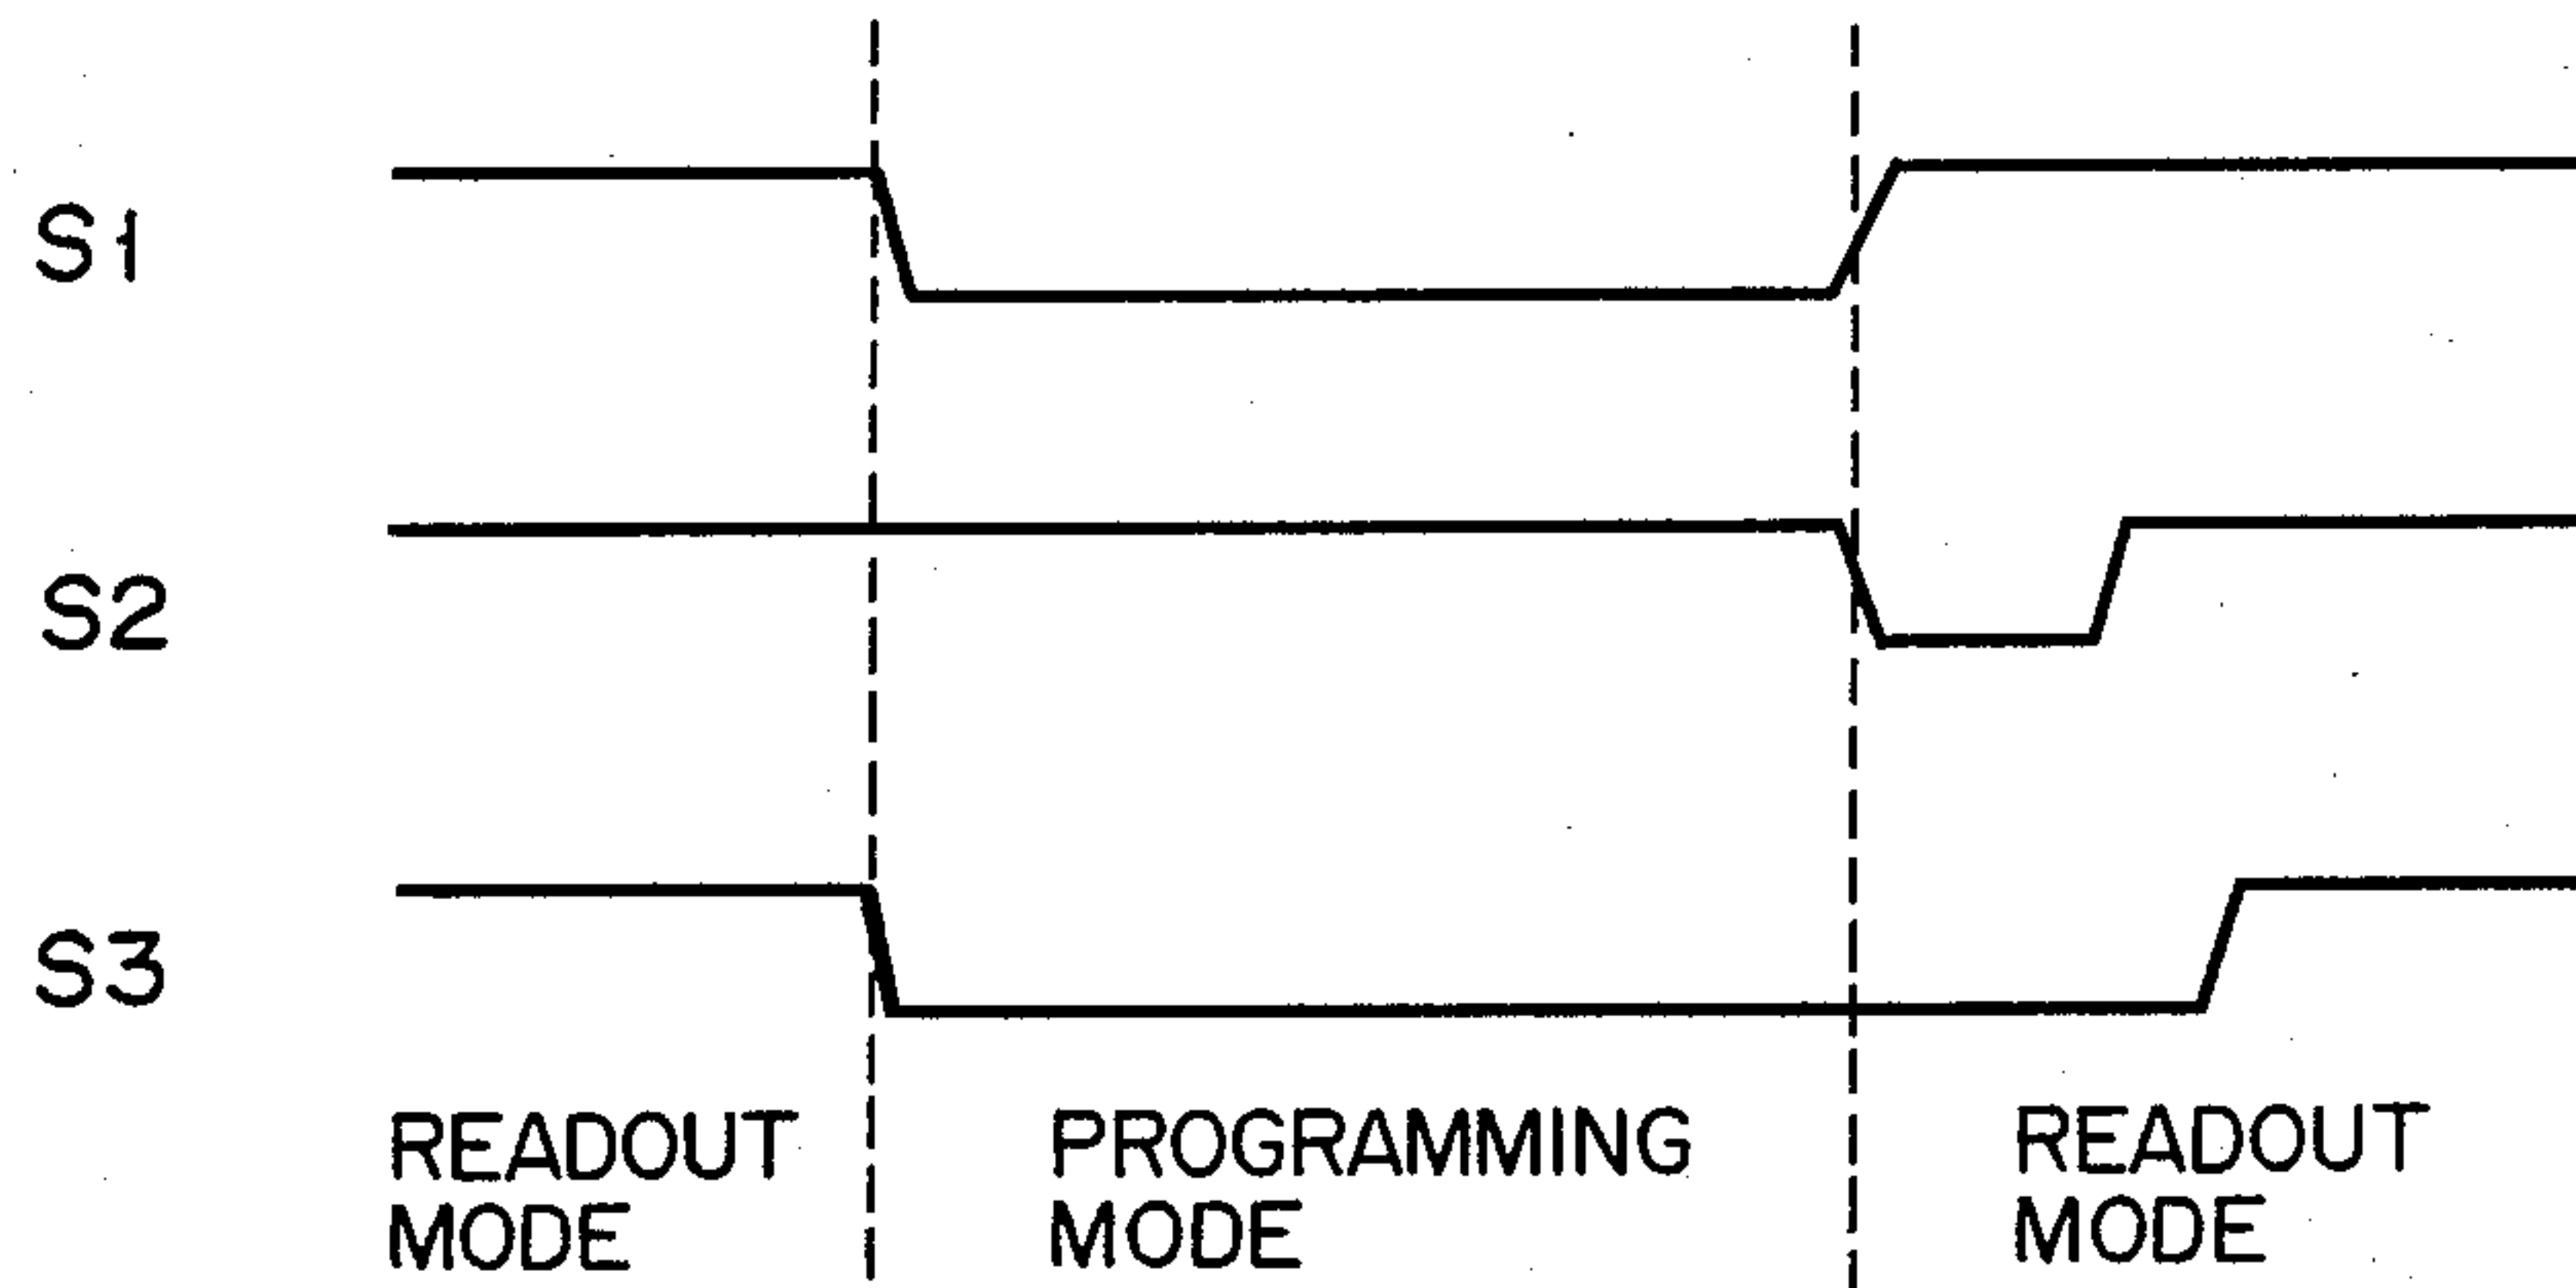 S1
S2
S3
READOUT
MODE
PROGRAMMING
MODE
READOUT
MODE